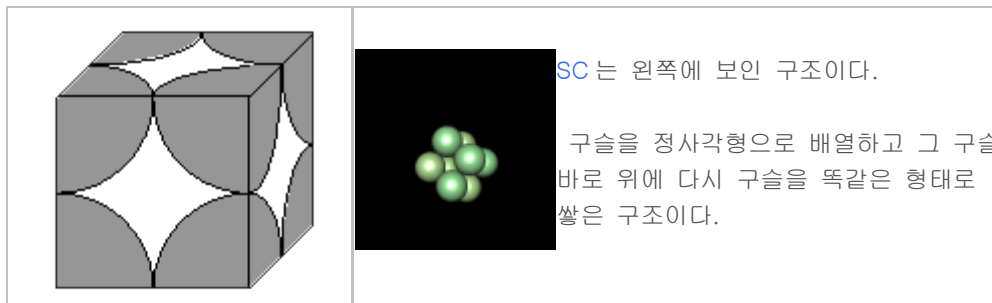 SC 는 왼쪽에 보인 구조이다.
구슬을 정사각형으로 배열하고 그 구슬
바로 위에 다시 구슬을 똑같은 형태로
쌓은 구조이다.